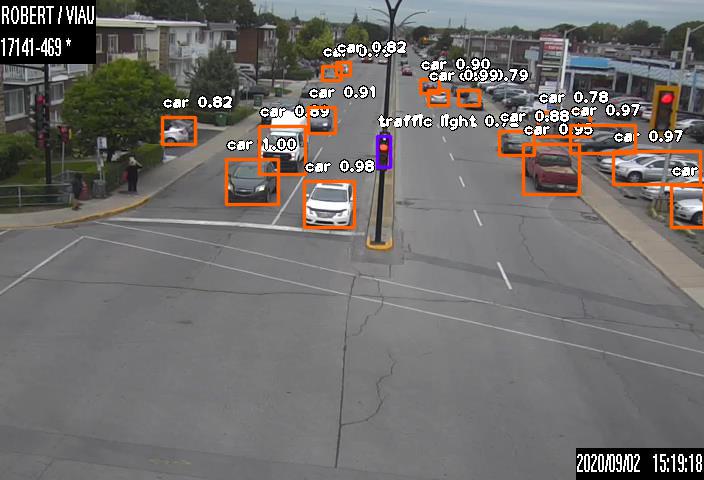 ROBERT / VIAU
17141-469 *
car 0.82
car 0.90
car 0.91
car 0.82
car 0.78
car 0.97
car 0.88
car 0.95
traffic light
car 0.97
car 1.00
car 0.98
car
2020/09/02 15:19:18